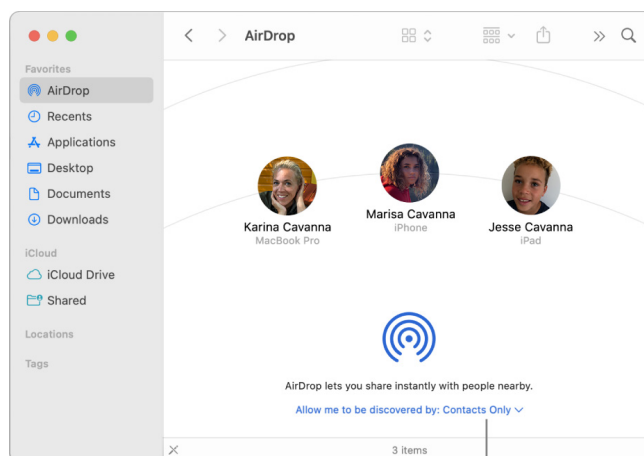 AirDrop
Favorites
AirDrop
Recents
Applications
Desktop
Documents
Downloads
iCloud
iCloud Drive
Shared
Locations
Tags
Karina Cavanna
MacBook Pro
Marisa Cavanna
iPhone
Jesse Cavanna
iPad
AirDrop lets you share instantly with people nearby.
Allow me to be discovered by: Contacts Only
3 items